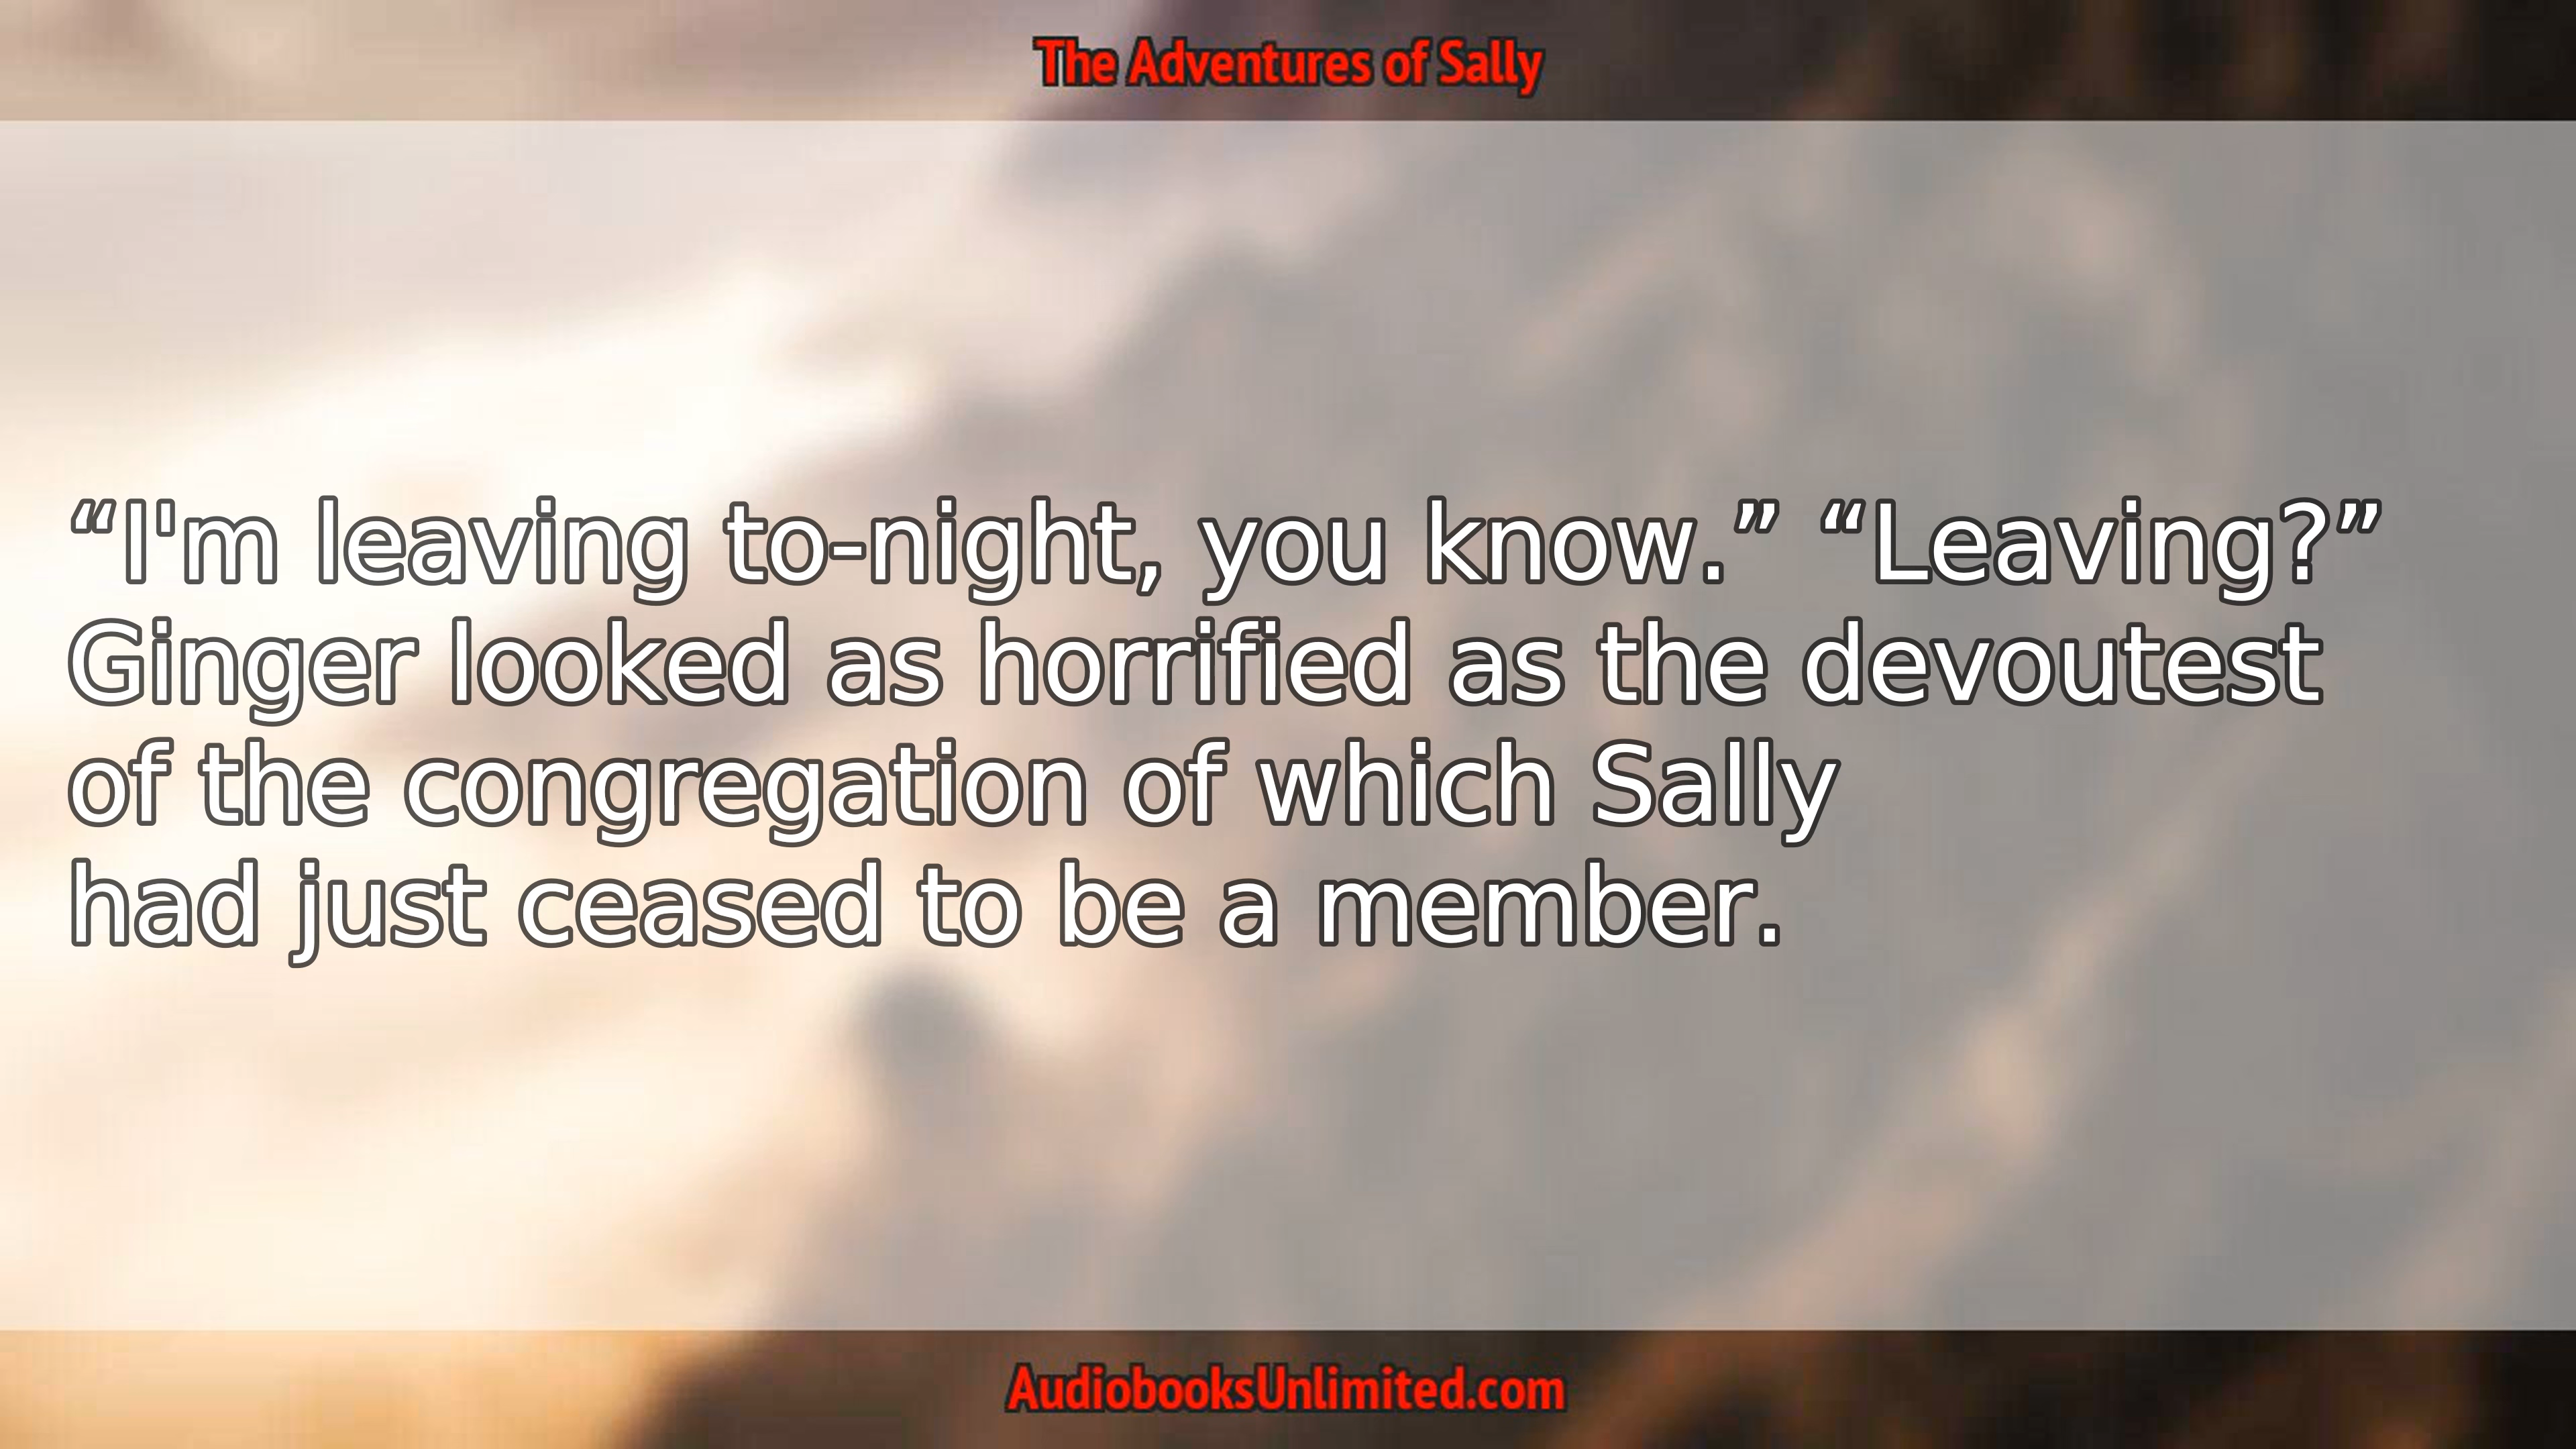 The Adventures of Sally
“I'm leaving to-night, you know.” “Leaving?”
Ginger looked as horrified as the devoutest
of the congregation of which Sally
had just ceased to be a member.
AudiobooksUnlimited.com